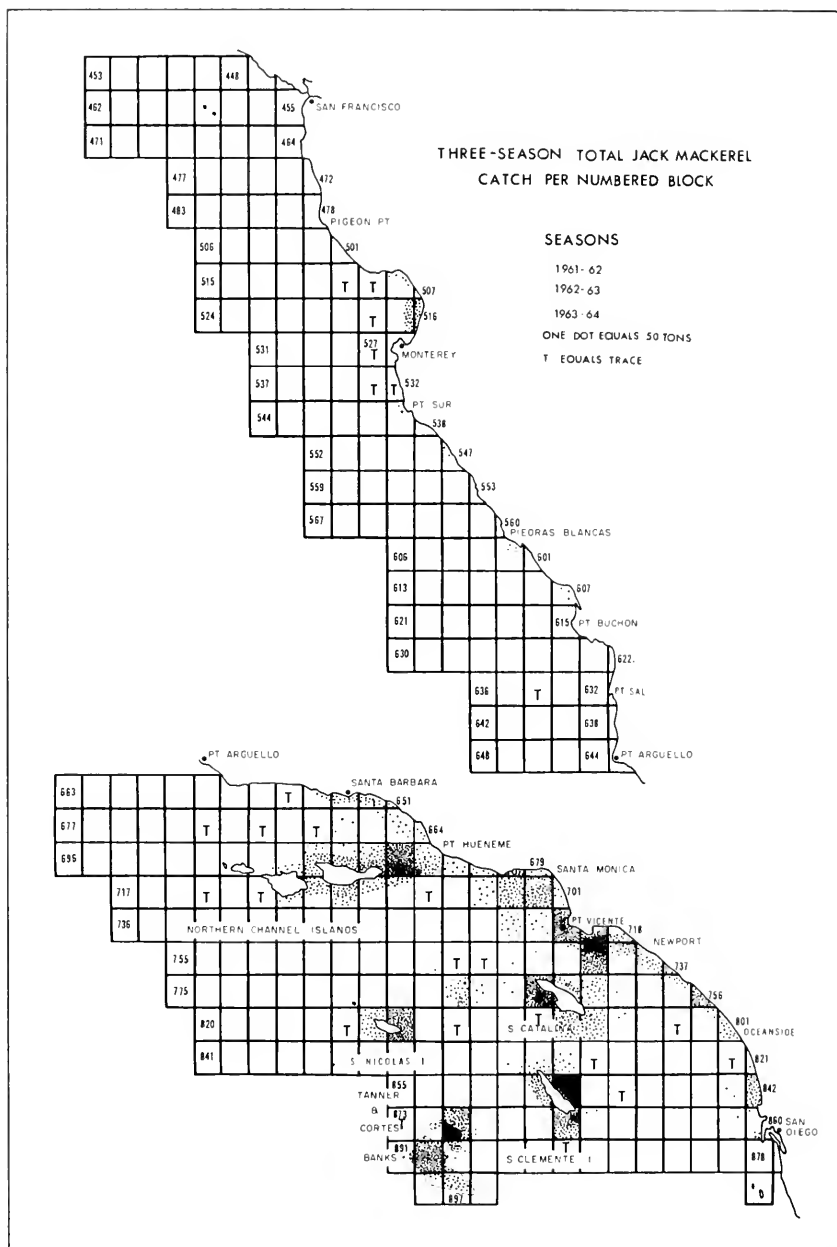 453 448
462 455 SAN FRANCISCO
471 464
THREE-SEASON TOTAL JACK MACKEREL
CATCH PER NUMBERED BLOCK
477 472
483 478
PIGEON PT
SEASONS
1961-62
1962-63
1963-64
ONE DOT EQUALS 50 TONS
T EQUALS TRACE
506 501
515 T T 507
524 T 516
531 527 T MONTEREY
537 T T 532
PT SUR
544 538
552 547
559 553
567 560
PIEDRAS BLANCAS
606 601
613 607
621 615 PT BUCHON
630 622
636 T 632 PT SAL
642 638
648 644 PT ARGUELLO
PT ARGUELLO
SANTA BARBARA
663 T 651
677 T T T 664
PT HUENEME
695 679 SANTA MONICA
717 T T T 701
PT VICENTE
736 NORTHERN CHANNEL ISLANDS 718
NEWPORT
755 T T 737
775 756
820 T T T S CATALINA I T 801 OCEANSIDE
841 S NICOLAS I T T 821
855 T 842
TANNER
&
873
CORTES
860 SAN DIEGO
891 T
BANKS S CLEMENTE I 878
897